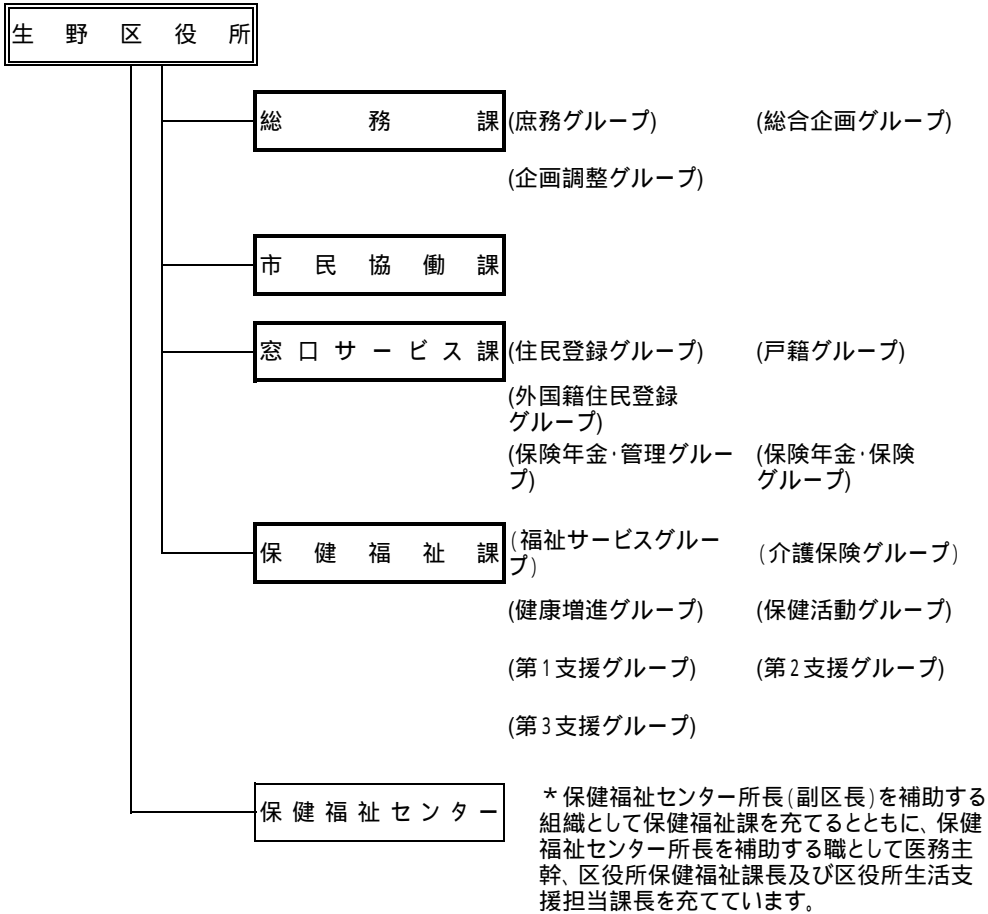 生野区役所
総務課 (庶務グループ) (総合企画グループ)
(企画調整グループ)
市民協働課
窓口サービス課 (住民登録グループ) (戸籍グループ)
(外国籍住民登録
グループ)
(保険年金・管理グルー
プ)
(保険年金・保険
グループ)
保健福祉課
(福祉サービスグルー
プ)
(介護保険グループ)
(健康増進グループ) (保健活動グループ)
(第1支援グループ) (第2支援グループ)
(第3支援グループ)
保健福祉センター
*保健福祉センター所長(副区長)を補助する
組織として保健福祉課を充てるとともに、保健
福祉センター所長を補助する職として医務主
幹、区役所保健福祉課長及び区役所生活支
援担当課長を充てています。